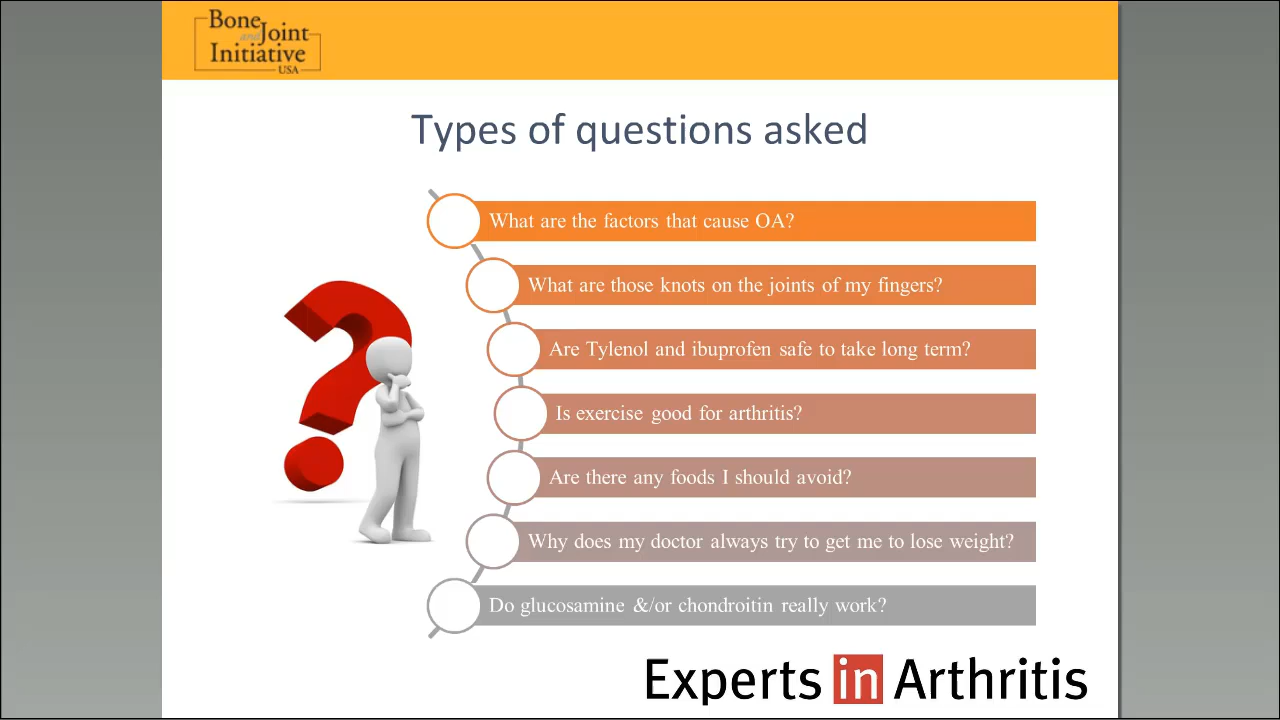 Bone
and Joint
Initiative
USA
Types of questions asked
What are the factors that cause OA?
What are those knots on the joints of my fingers?
Are Tylenol and ibuprofen safe to take long term?
Is exercise good for arthritis?
Are there any foods I should avoid?
Why does my doctor always try to get me to lose weight?
Do glucosamine &/or chondroitin really work?
Experts in Arthritis